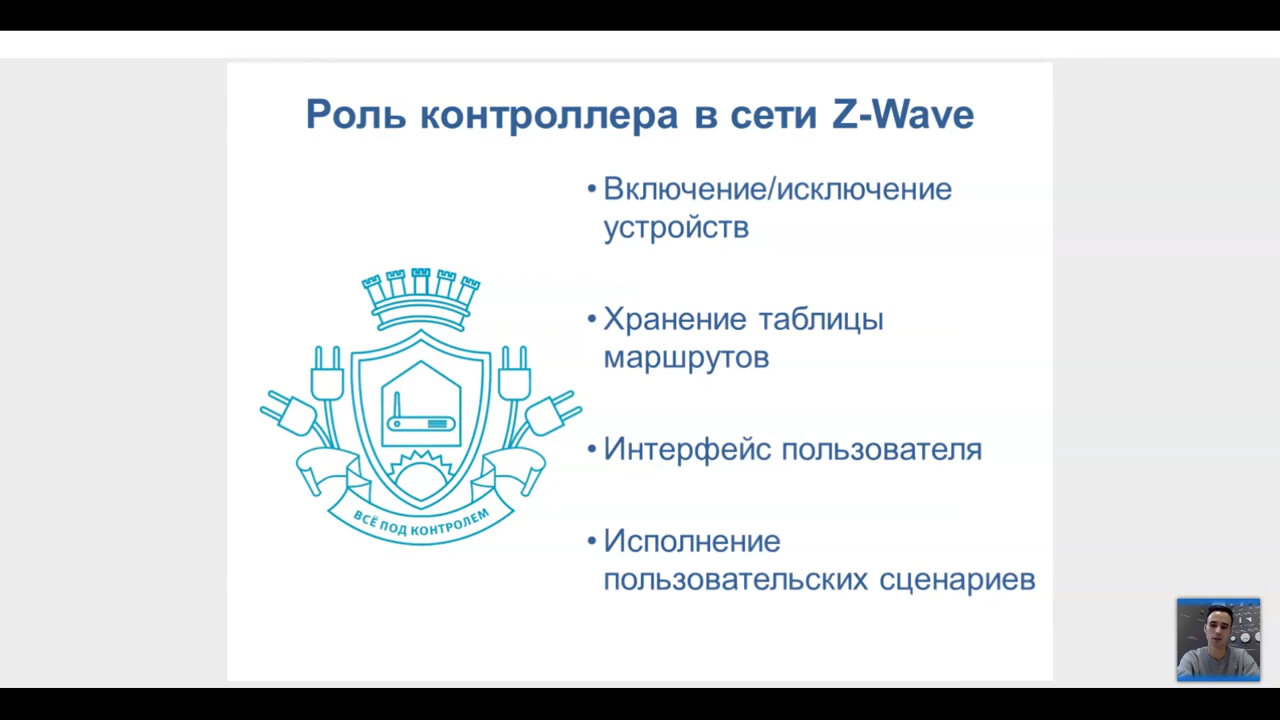 Роль контроллера в сети Z-Wave
• Включение/исключение
устройств
• Хранение таблицы
маршрутов
• Интерфейс пользователя
• Исполнение
пользовательских сценариев
ВСЁ ПОД КОНТРОЛЕМ